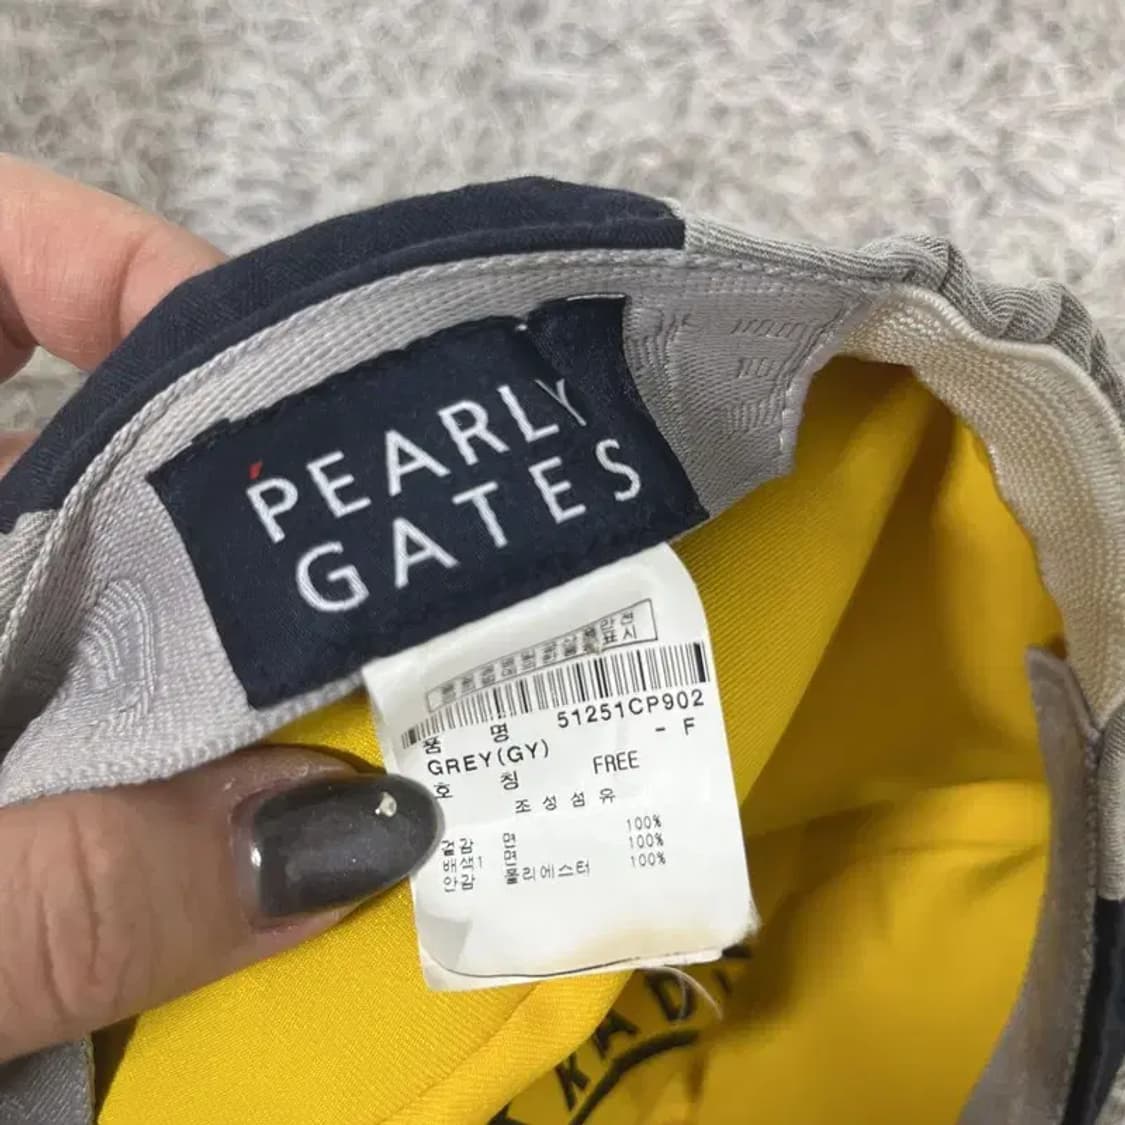 PEARLY
GATES
품 명 51251CP902
GREY(GY) - F
호 칭 FREE
조성섬유
겉감 면 100%
배색1 면 100%
안감 폴리에스터 100%